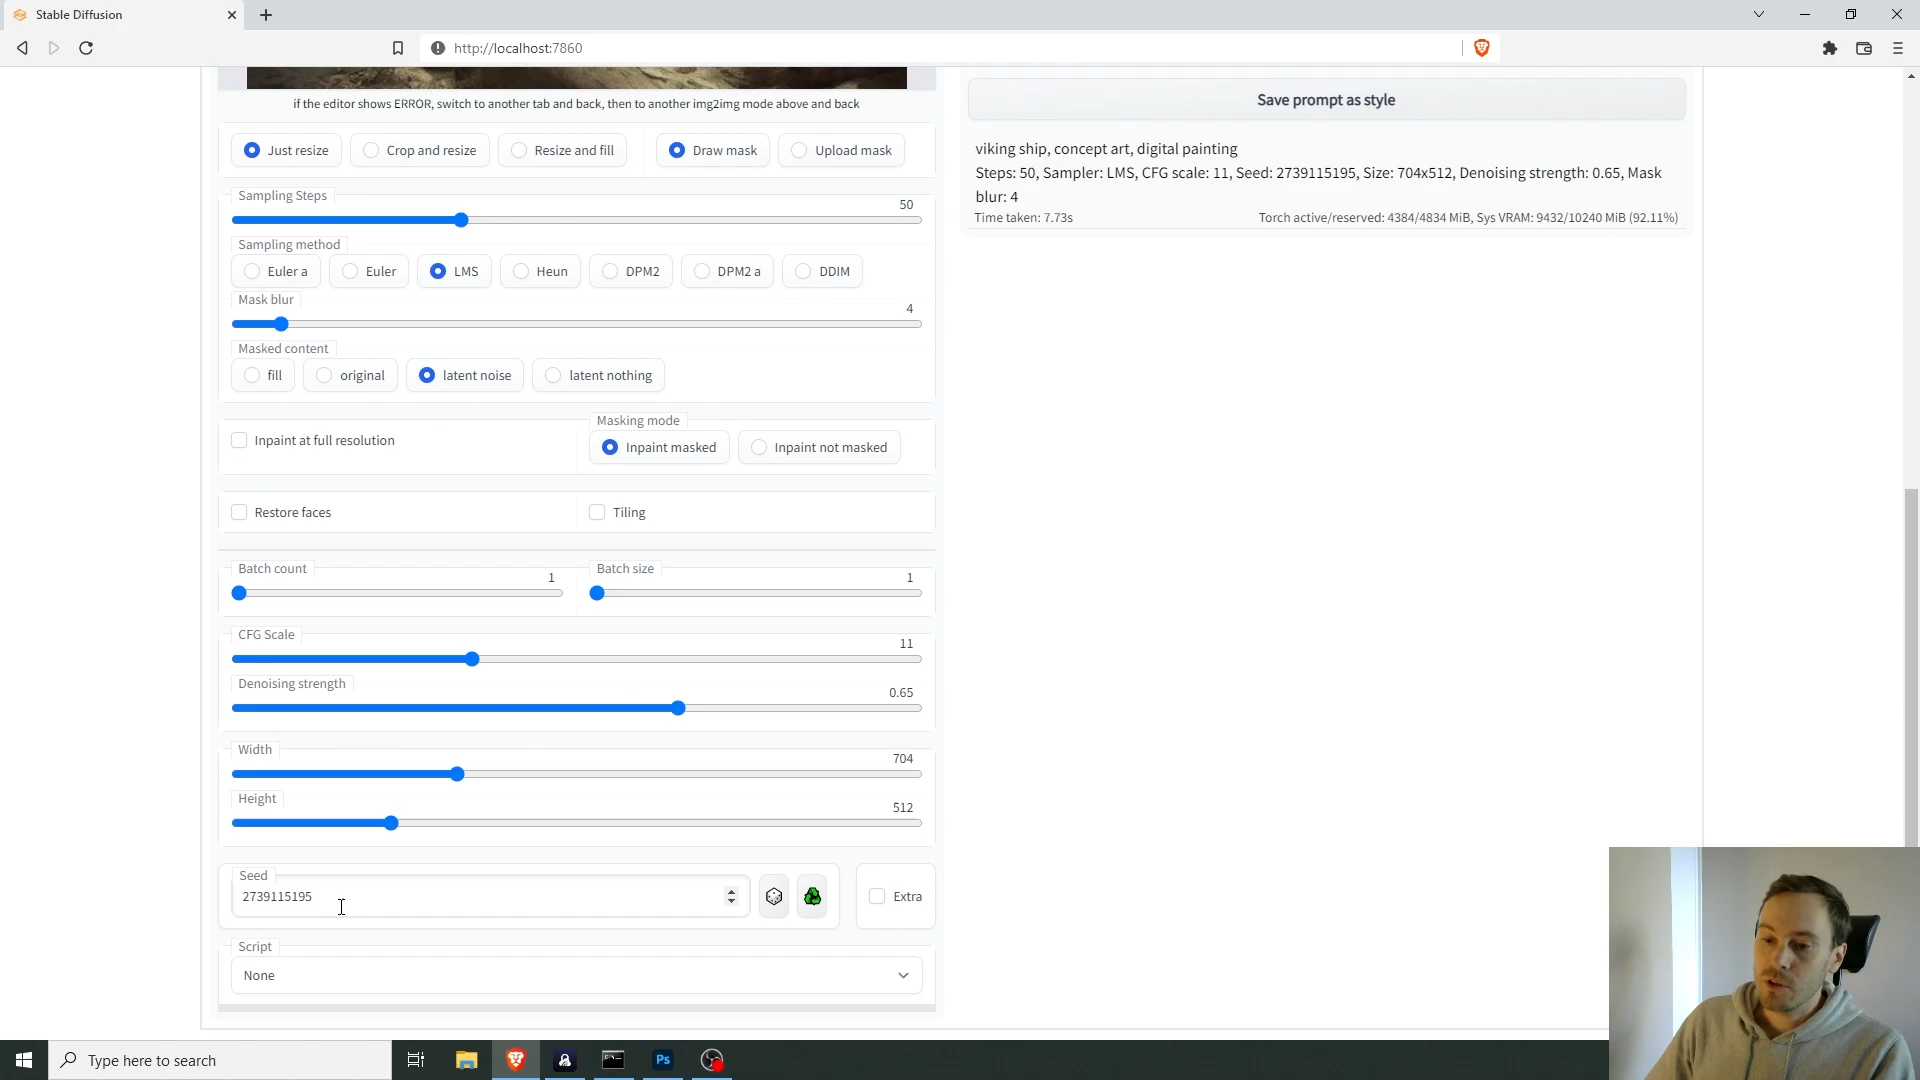 Stable Diffusion
http://localhost:7860
if the editor shows ERROR, switch to another tab and back, then to another img2img mode above and back
Just resize
Crop and resize
Resize and fill
Draw mask
Upload mask
Sampling Steps
50
Sampling method
Euler a
Euler
LMS
Heun
DPM2
DPM2 a
DDIM
Mask blur
4
Masked content
fill
original
latent noise
latent nothing
Inpaint at full resolution
Masking mode
Inpaint masked
Inpaint not masked
Restore faces
Tiling
Batch count
1
Batch size
1
CFG Scale
11
Denoising strength
0.65
Width
704
Height
512
Seed
2739115195
Extra
Script
None
Save prompt as style
viking ship, concept art, digital painting
Steps: 50, Sampler: LMS, CFG scale: 11, Seed: 2739115195, Size: 704x512, Denoising strength: 0.65, Mask
blur: 4
Time taken: 7.73s
Torch active/reserved: 4384/4834 MiB, Sys VRAM: 9432/10240 MiB (92.11%)
Type here to search
Ps